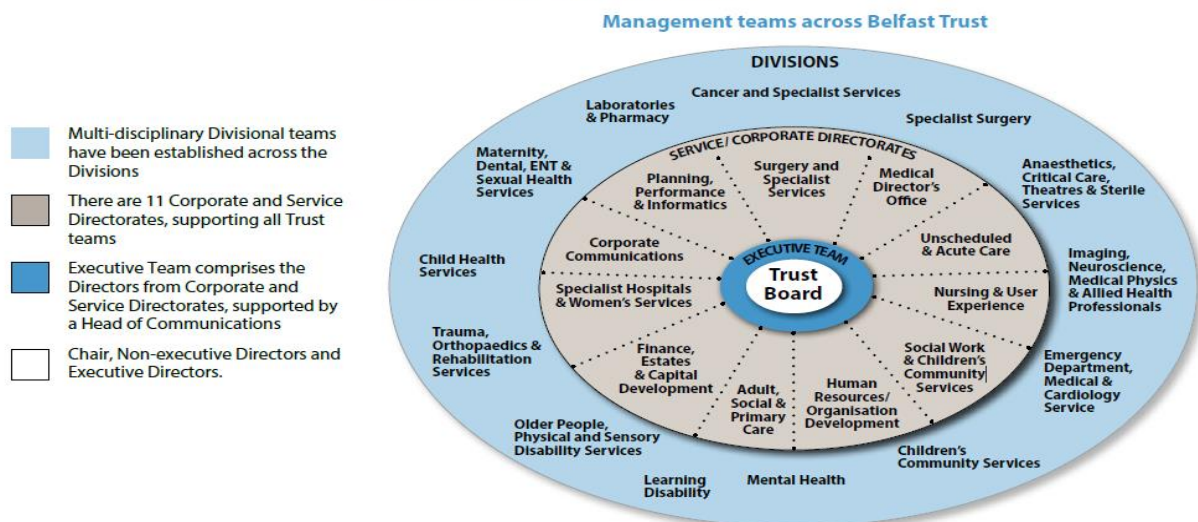 Management teams across Belfast Trust
Multi-disciplinary Divisional teams
have been established across the
Divisions
There are 11 Corporate and Service
Directorates, supporting all Trust
teams
Executive Team comprises the
Directors from Corporate and
Service Directorates, supported by
a Head of Communications
Chair, Non-executive Directors and
Executive Directors.
DIVISIONS
Cancer and Specialist Services
Specialist Surgery
Anaesthetics,
Critical Care,
Theatres & Sterile
Services
Imaging,
Neuroscience,
Medical Physics
& Allied Health
Professionals
Emergency
Department,
Medical &
Cardiology
Service
Children's
Community Services
Mental Health
Learning
Disability
Older People,
Physical and Sensory
Disability Services
Trauma,
Orthopaedics &
Rehabilitation
Services
Child Health
Services
Maternity,
Dental, ENT &
Sexual Health
Services
Laboratories
& Pharmacy
SERVICE/CORPORATE DIRECTORATES
Surgery and
Specialist
Services
Medical
Director's
Office
Unscheduled
& Acute Care
Nursing & User
Experience
Social Work
& Children's
Community
Services
Human
Resources/
Organisation
Development
Adult,
Social &
Primary
Care
Finance,
Estates
& Capital
Development
Specialist Hospitals
& Women's Services
Corporate
Communications
Planning,
Performance
& Informatics
EXECUTIVE TEAM
Trust
Board